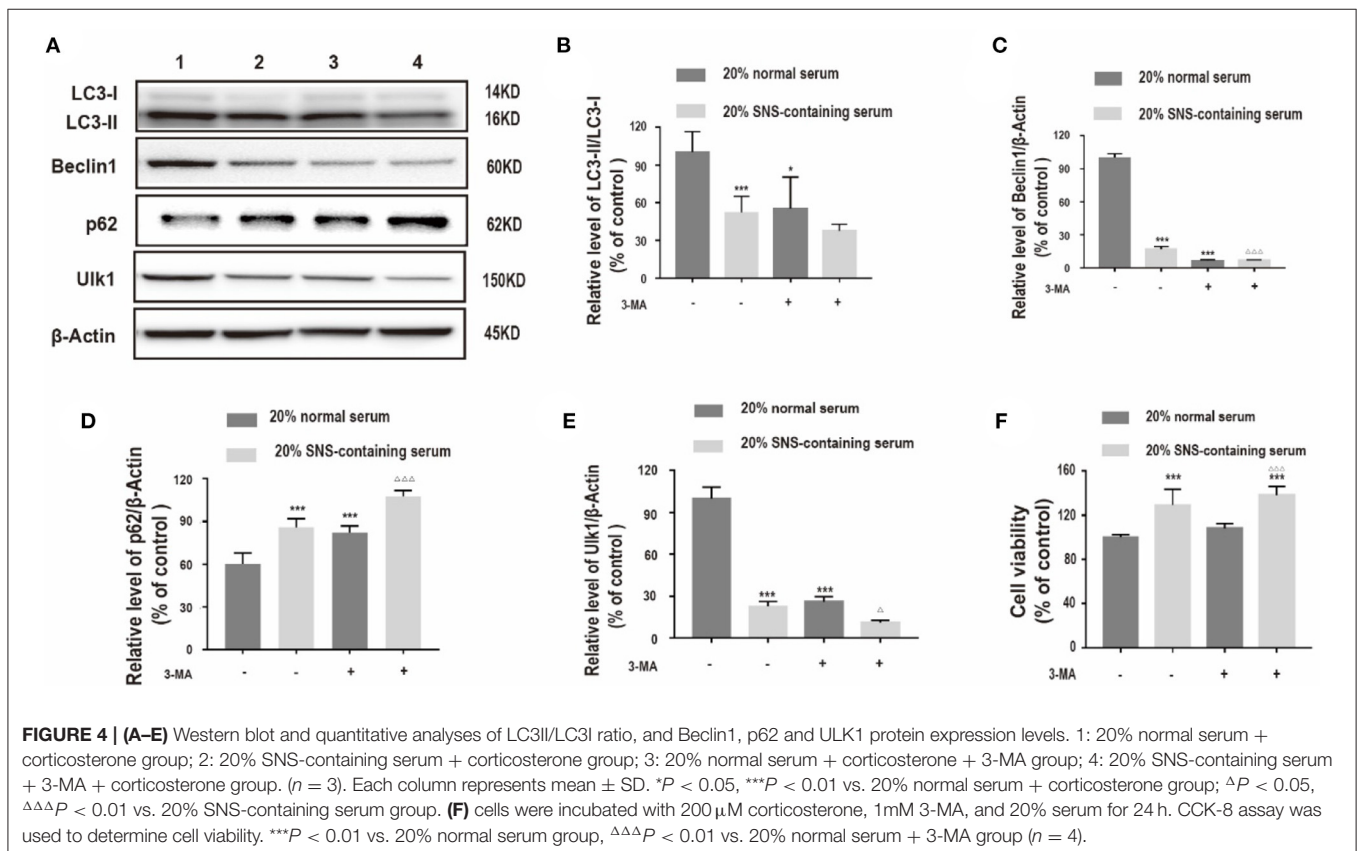 A
1 2 3 4
LC3-I 14KD
LC3-II 16KD
Beclin1 60KD
p62 62KD
Ulk1 150KD
β-Actin 45KD
B
20% normal serum
20% SNS-containing serum
Relative level of LC3-II/LC3-I
(% of control )
120
90
60
30
0
*** *
3-MA - - + +
C
20% normal serum
20% SNS-containing serum
Relative level of Beclin1/β-Actin
(% of control )
120
90
60
30
0
*** *** △△△
3-MA - - + +
D
20% normal serum
20% SNS-containing serum
Relative level of p62/β-Actin
(% of control )
120
90
60
30
0
*** *** △△△
3-MA - - + +
E
20% normal serum
20% SNS-containing serum
Relative level of Ulk1/β-Actin
(% of control )
120
90
60
30
0
*** *** △
3-MA - - + +
F
20% normal serum
20% SNS-containing serum
Cell viability
(% of control )
160
120
80
40
0
*** △△△
***
3-MA - - + +
FIGURE 4 | (A–E) Western blot and quantitative analyses of LC3II/LC3I ratio, and Beclin1, p62 and ULK1 protein expression levels. 1: 20% normal serum +
corticosterone group; 2: 20% SNS-containing serum + corticosterone group; 3: 20% normal serum + corticosterone + 3-MA group; 4: 20% SNS-containing serum
+ 3-MA + corticosterone group. (n = 3). Each column represents mean ± SD. *P < 0.05, ***P < 0.01 vs. 20% normal serum + corticosterone group; △P < 0.05,
△△△P < 0.01 vs. 20% SNS-containing serum group. (F) cells were incubated with 200 μM corticosterone, 1mM 3-MA, and 20% serum for 24 h. CCK-8 assay was
used to determine cell viability. ***P < 0.01 vs. 20% normal serum group, △△△P < 0.01 vs. 20% normal serum + 3-MA group (n = 4).